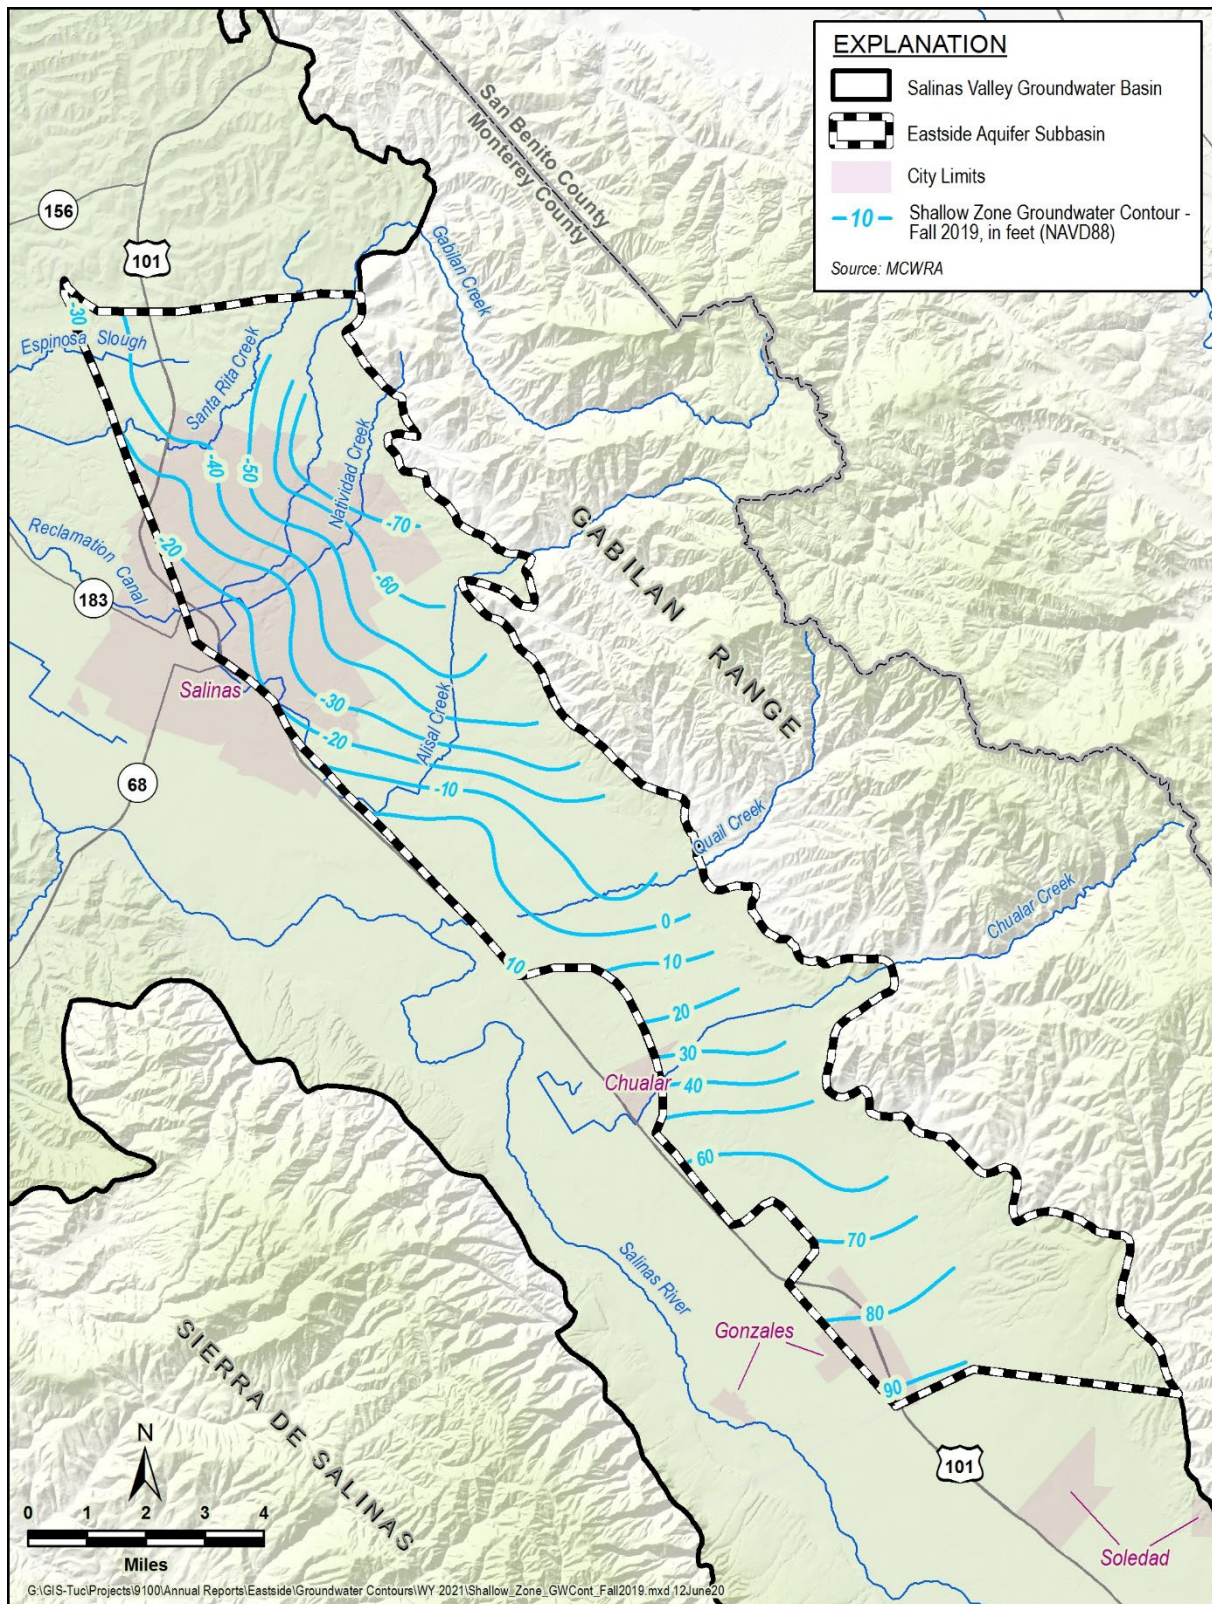 EXPLANATION
Salinas Valley Groundwater Basin
Eastside Aquifer Subbasin
City Limits
10
Shallow Zone Groundwater Contour -
Fall 2019, in feet (NAVD88)
Source: MCWRA
San Benito County
Monterey County
156
101
Gabilan Creek
-30
Espinosa Slough
Santa Rita Creek
-40
-50
Natividad Creek
-70
GABILAN RANGE
Reclamation Canal
-20
183
-60
Salinas
-30
-20
Alisal Creek
-10
68
Quail Creek
Chualar Creek
0
10
10
20
30
Chualar
40
60
70
Salinas River
80
Gonzales
90
SIERRA DE SALINAS
101
Soledad
N
0 1 2 3 4
Miles
G:\GIS-Tuc\Projects\9100\Annual Reports\Eastside\Groundwater Contours\WY 2021\Shallow_Zone_GWCont_Fall2019.mxd 12June20